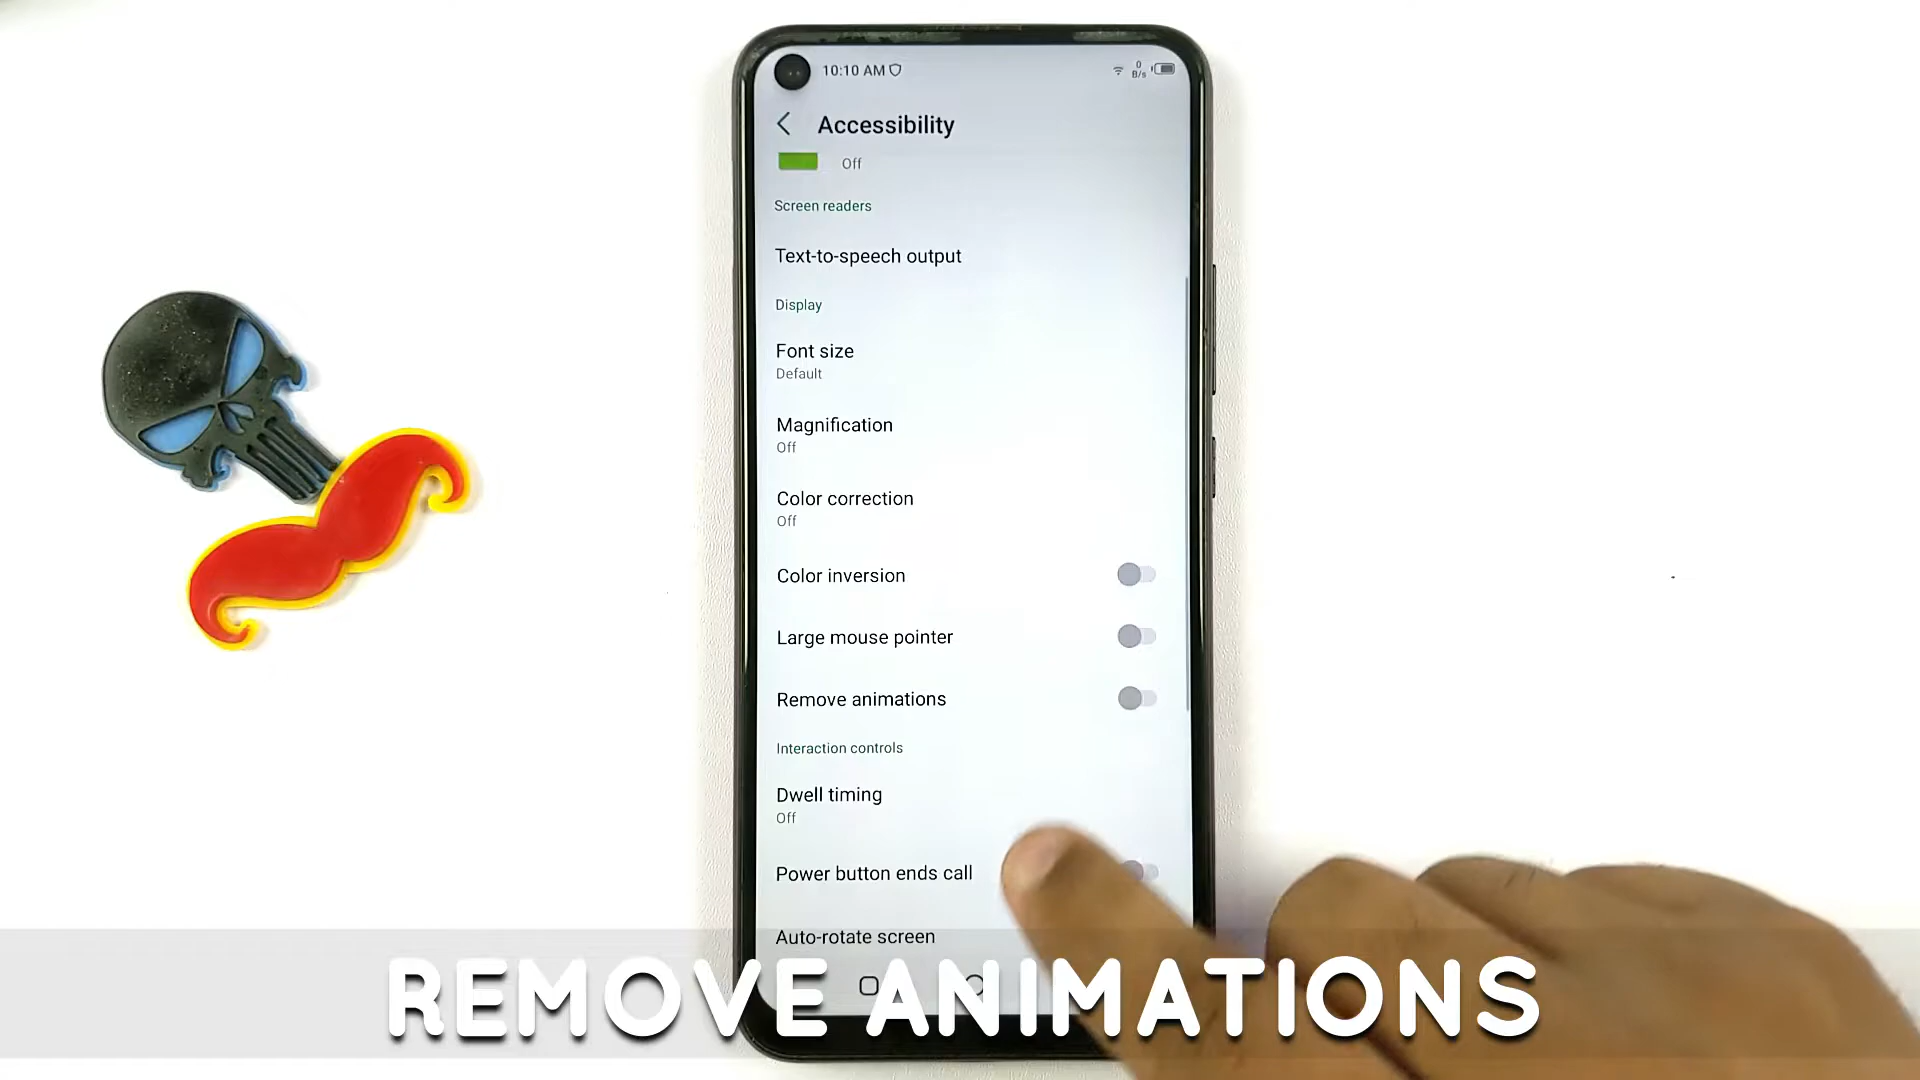 10:10 AM
0
B/s
Accessibility
Off
Screen readers
Text-to-speech output
Display
Font size
Default
Magnification
Off
Color correction
Off
Color inversion
Large mouse pointer
Remove animations
Interaction controls
Dwell timing
Off
Power button ends call
Auto-rotate screen
REMOVE ANIMATIONS